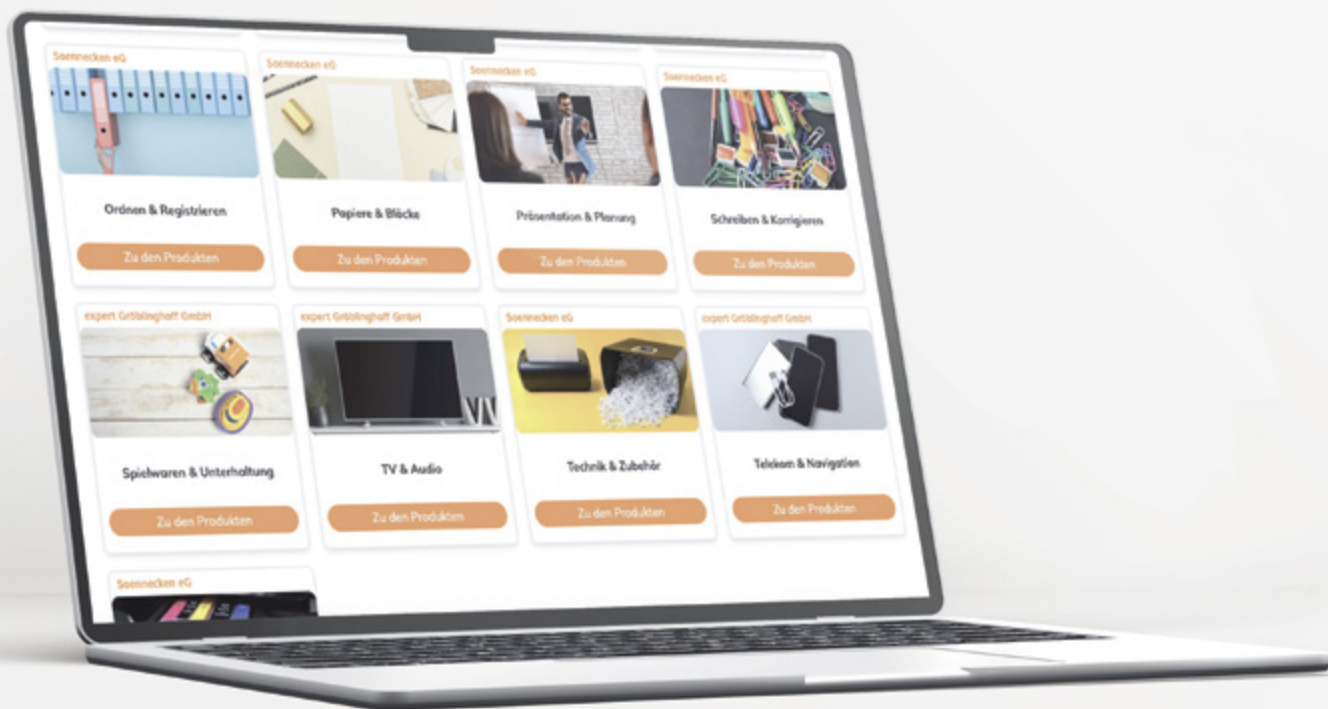 Soennecken eG
Soennecken eG
Soennecken eG
Soennecken eG
Ordnen & Registrieren
Papiere & Blöcke
Präsentation & Planung
Schreiben & Korrigieren
Zu den Produkten
Zu den Produkten
Zu den Produkten
Zu den Produkten
expert Gröblinghoff GmbH
expert Gröblinghoff GmbH
Soennecken eG
expert Gröblinghoff GmbH
Spielwaren & Unterhaltung
TV & Audio
Technik & Zubehör
Telekom & Navigation
Zu den Produkten
Zu den Produkten
Zu den Produkten
Zu den Produkten
Soennecken eG